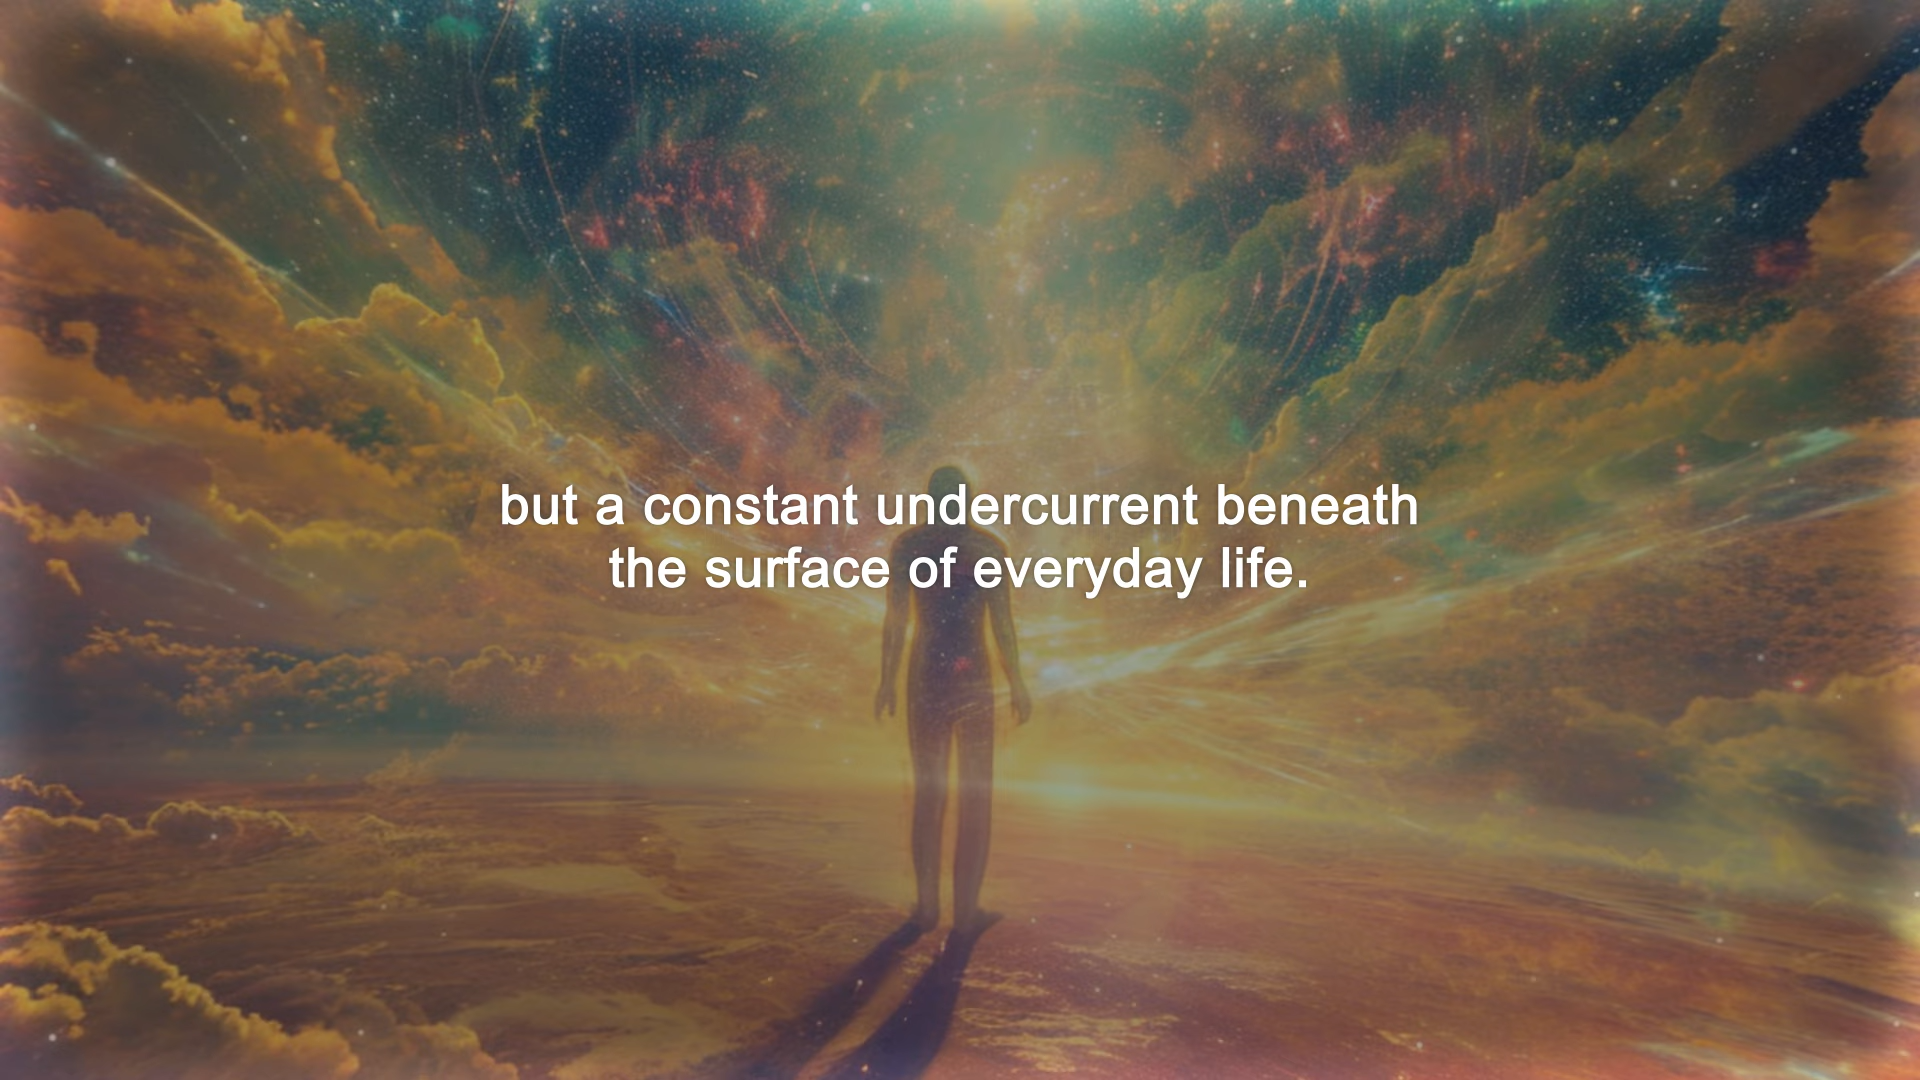 but a constant undercurrent beneath
the surface of everyday life.